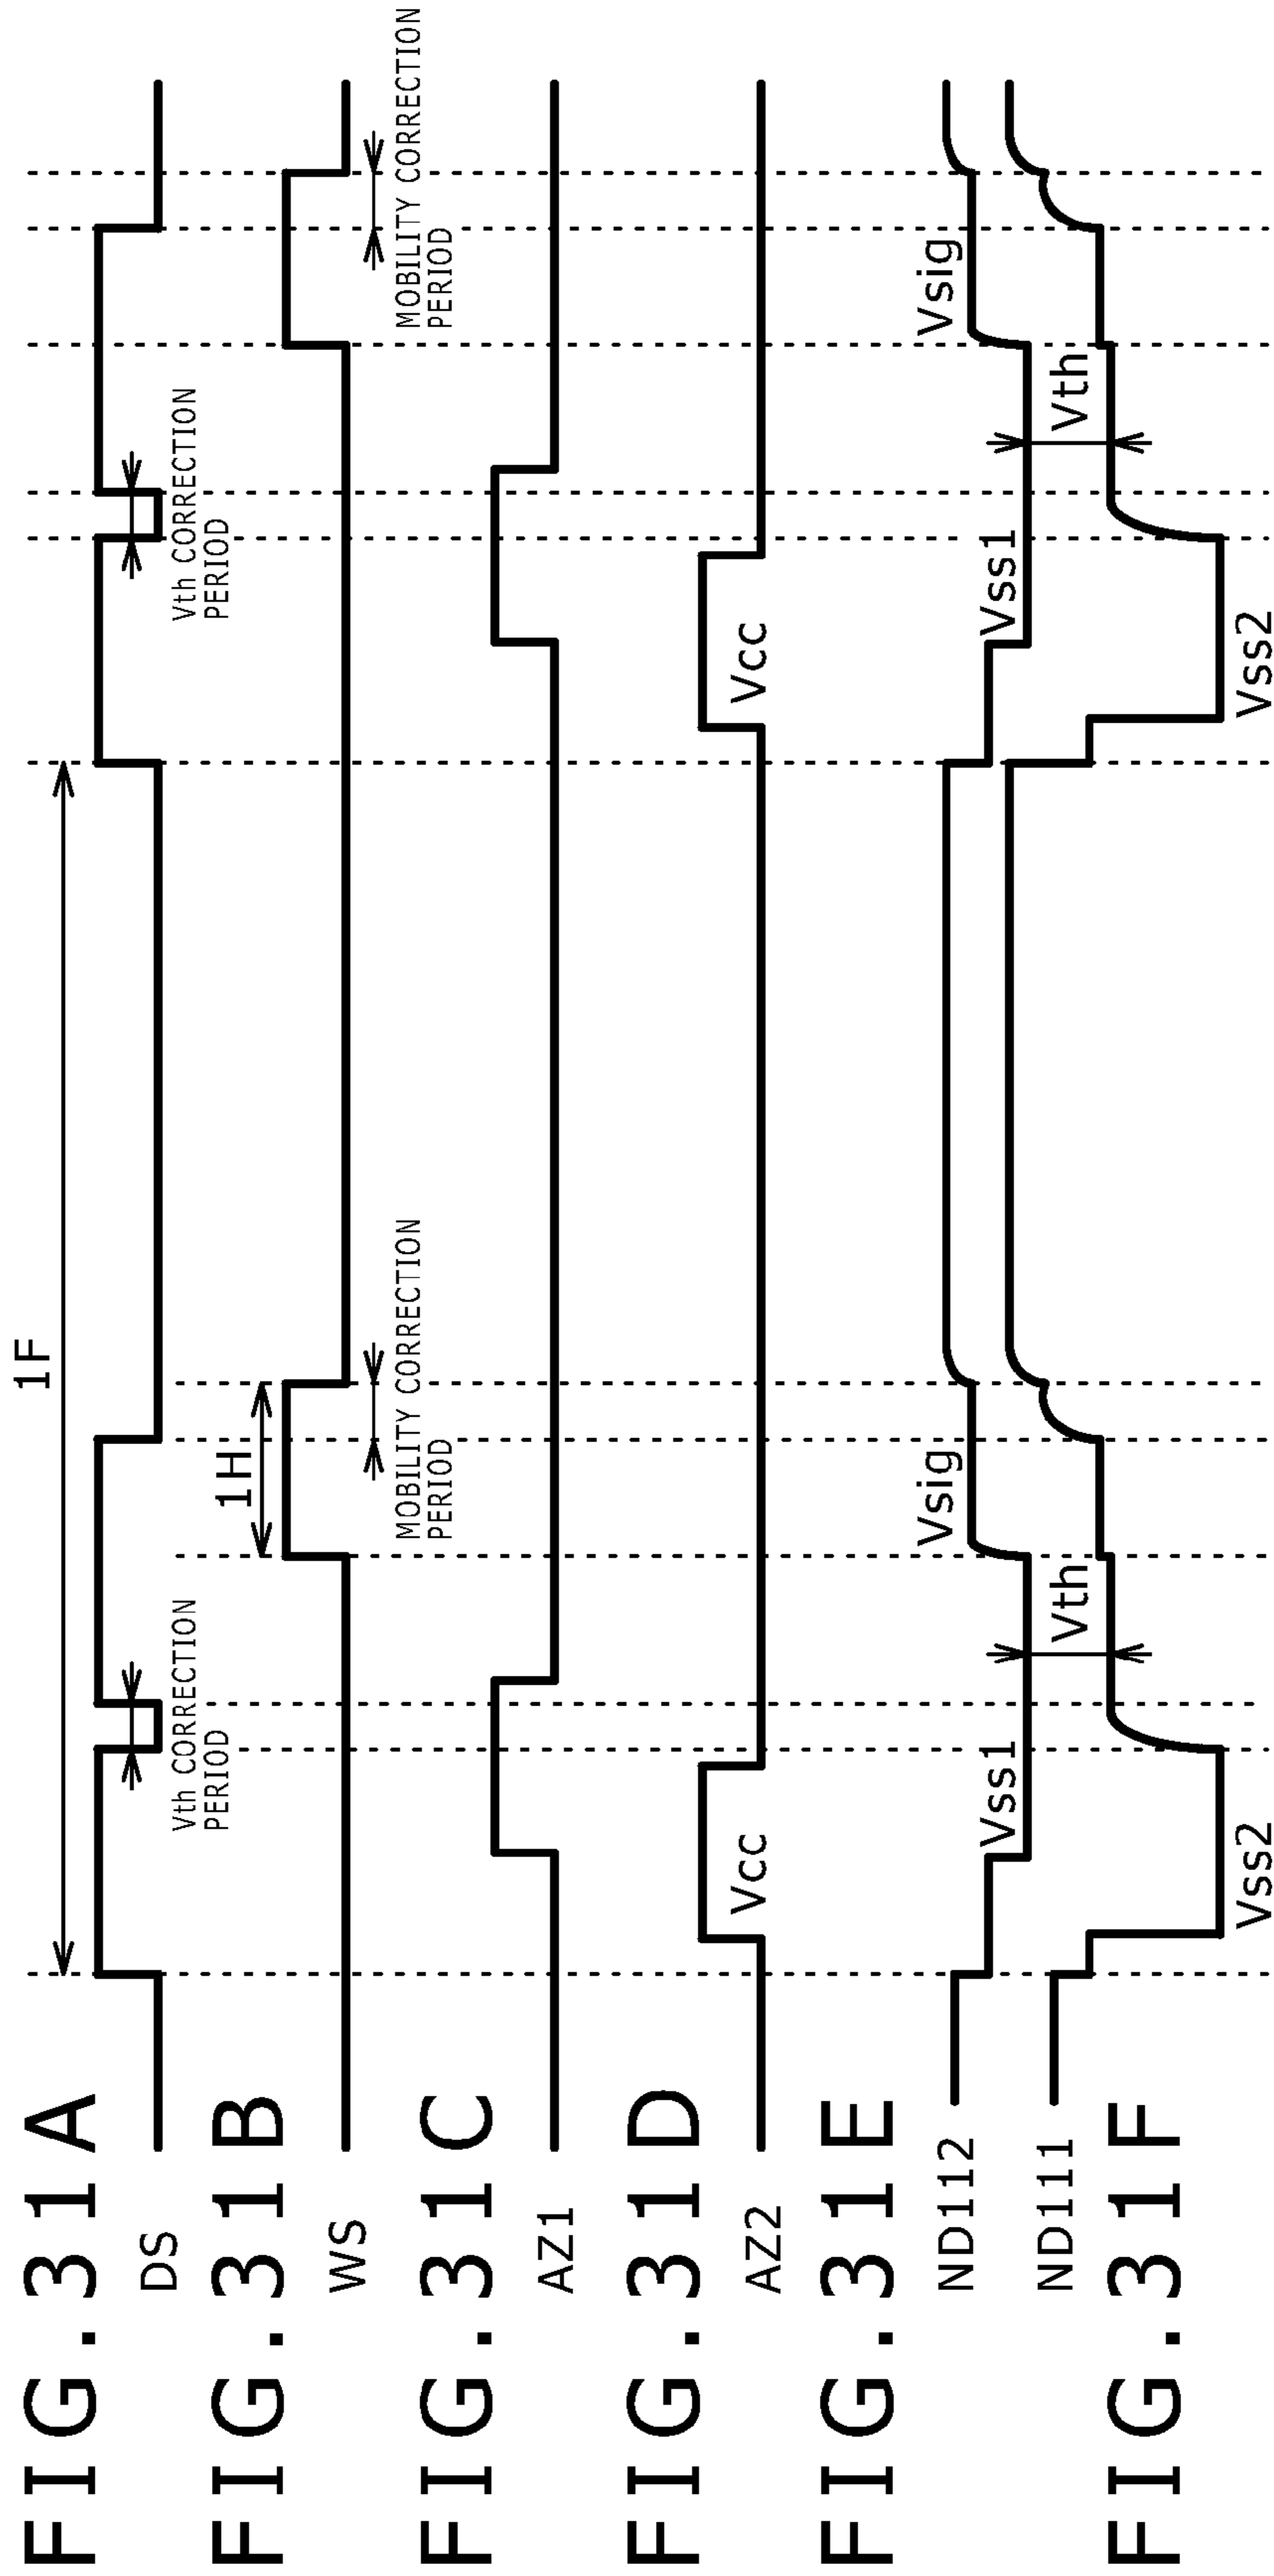 FIG.31A
DS
1F
Vth CORRECTION
PERIOD
Vth CORRECTION
PERIOD
FIG.31B
WS
1H
MOBILITY CORRECTION
PERIOD
MOBILITY CORRECTION
PERIOD
FIG.31C
AZ1
FIG.31D
AZ2
Vcc
Vcc
FIG.31E
ND112
Vss1
Vsig
Vss1
Vsig
ND111
Vth
Vth
FIG.31F
Vss2
Vss2